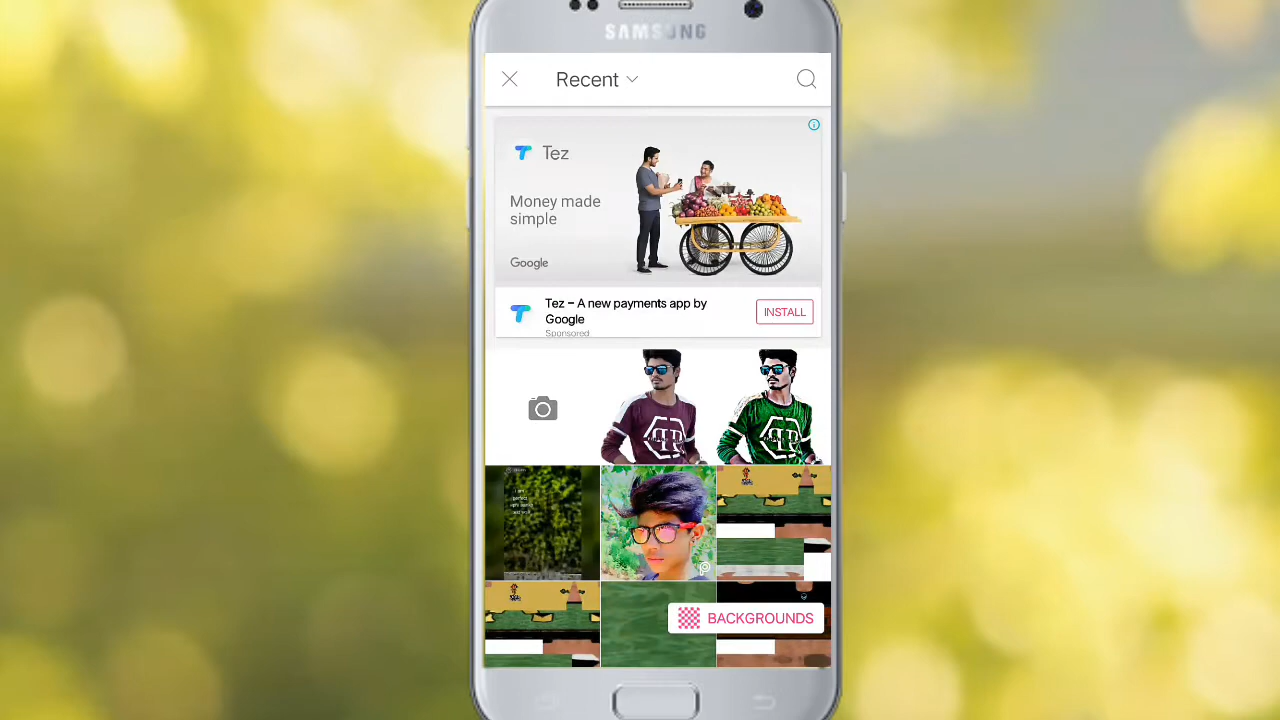 SAMSUNG
Recent
Tez
Money made
simple
Google
Tez – A new payments app by
Google
Sponsored
INSTALL
BACKGROUNDS